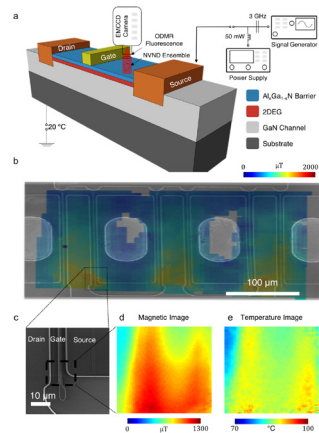 a
EMCCD
Camera
ODMR
Fluorescence
NVND Ensemble
Drain
Gate
Source
50 mW
3 GHz
Signal Generator
Power Supply
20 °C
AlₓGa₁₋ₓN Barrier
2DEG
GaN Channel
Substrate
b
0 μT 2000
100 μm
c
Drain Gate Source
10 μm
d Magnetic Image
μT 1300
e Temperature Image
70 °C 100